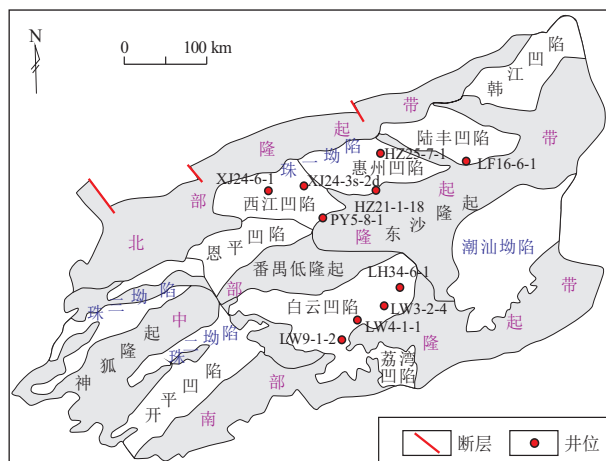 N
0 100 km
韩江凹陷
北部隆起带
陆丰凹陷
珠一坳陷
惠州凹陷
HZ25-7-1
LF16-6-1
XJ24-6-1
XJ24-3s-2d
HZ21-1-18
西江凹陷
PY5-8-1
东沙隆起
恩平凹陷
潮汕坳陷
番禺低隆起
中部隆起带
LH34-6-1
白云凹陷
LW3-2-4
LW4-1-1
LW9-1-2
珠三坳陷
神狐隆起
珠二坳陷
开平凹陷
荔湾
凹陷
南部隆起带
断层
井位